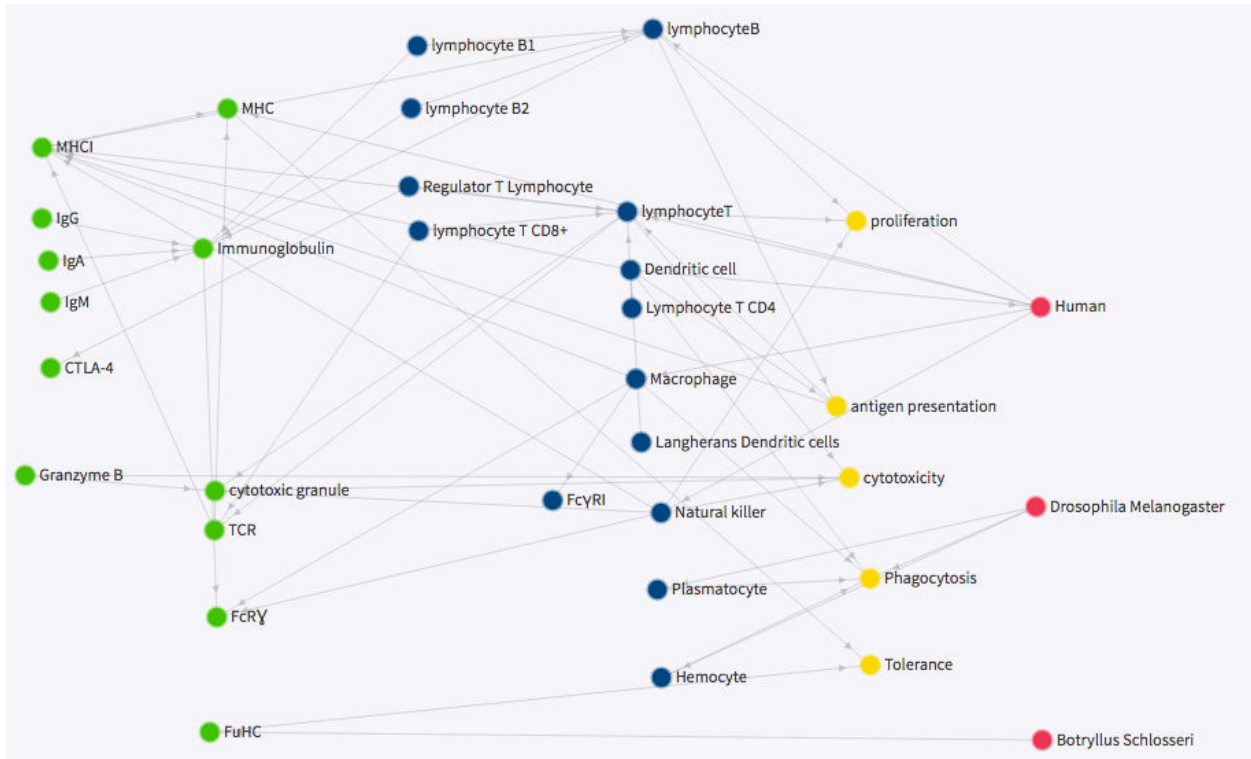 lymphocyteB
lymphocyte B1
MHC
lymphocyte B2
MHCI
Regulator T Lymphocyte
IgG
lymphocyteT
proliferation
lymphocyte T CD8+
Immunoglobulin
IgA
Dendritic cell
IgM
Lymphocyte T CD4
Human
CTLA-4
Macrophage
antigen presentation
Langherans Dendritic cells
Granzyme B
cytotoxic granule
cytotoxicity
FcγRI
Natural killer
Drosophila Melanogaster
TCR
Phagocytosis
Plasmatocyte
FcRɣ
Tolerance
Hemocyte
FuHC
Botryllus Schlosseri